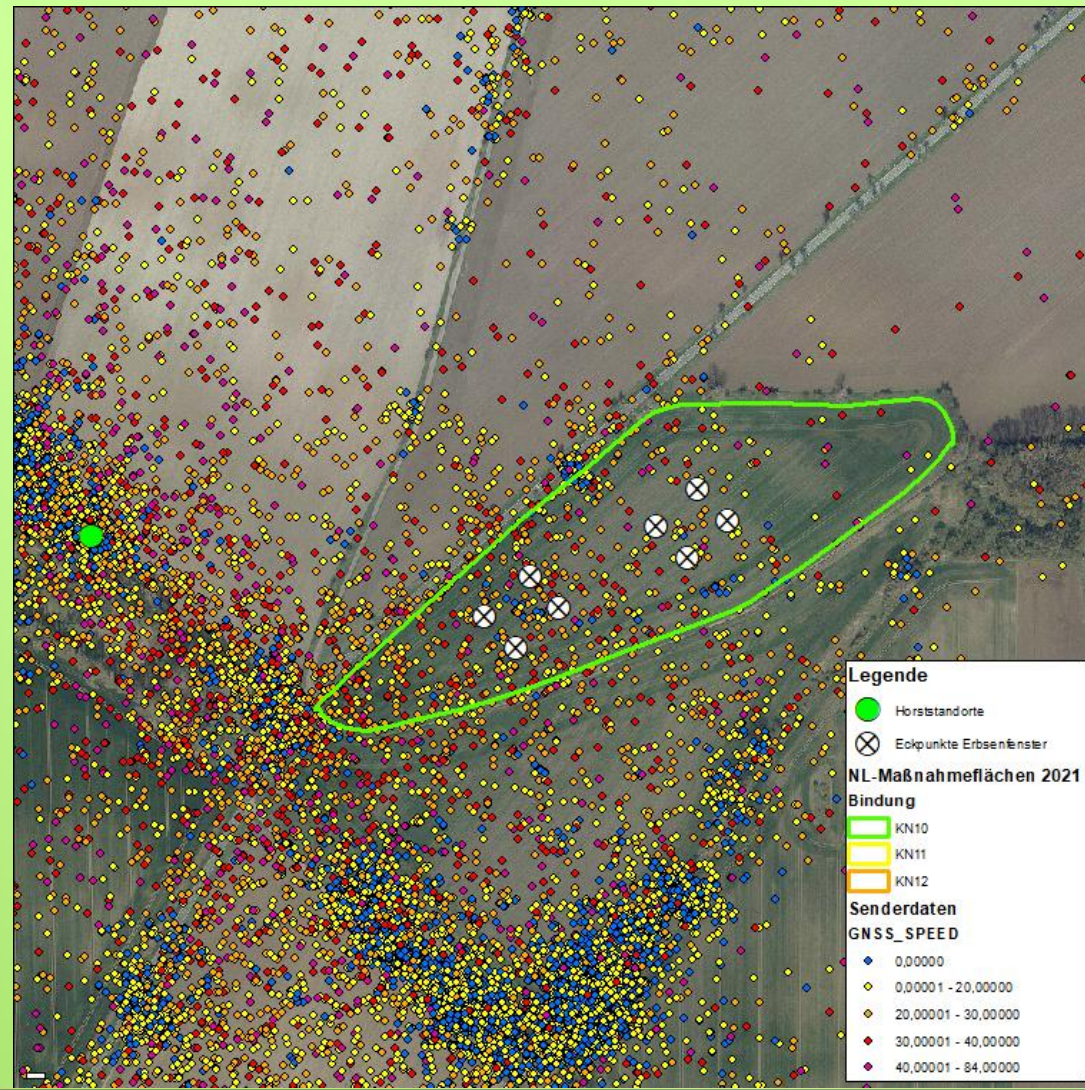 Legende
Horststandorte
Eckpunkte Erbsenfenster
NL-Maßnahmeflächen 2021
Bindung
KN10
KN11
KN12
Senderdaten
GNSS_SPEED
0,00000
0,00001 - 20,00000
20,00001 - 30,00000
30,00001 - 40,00000
40,00001 - 84,00000